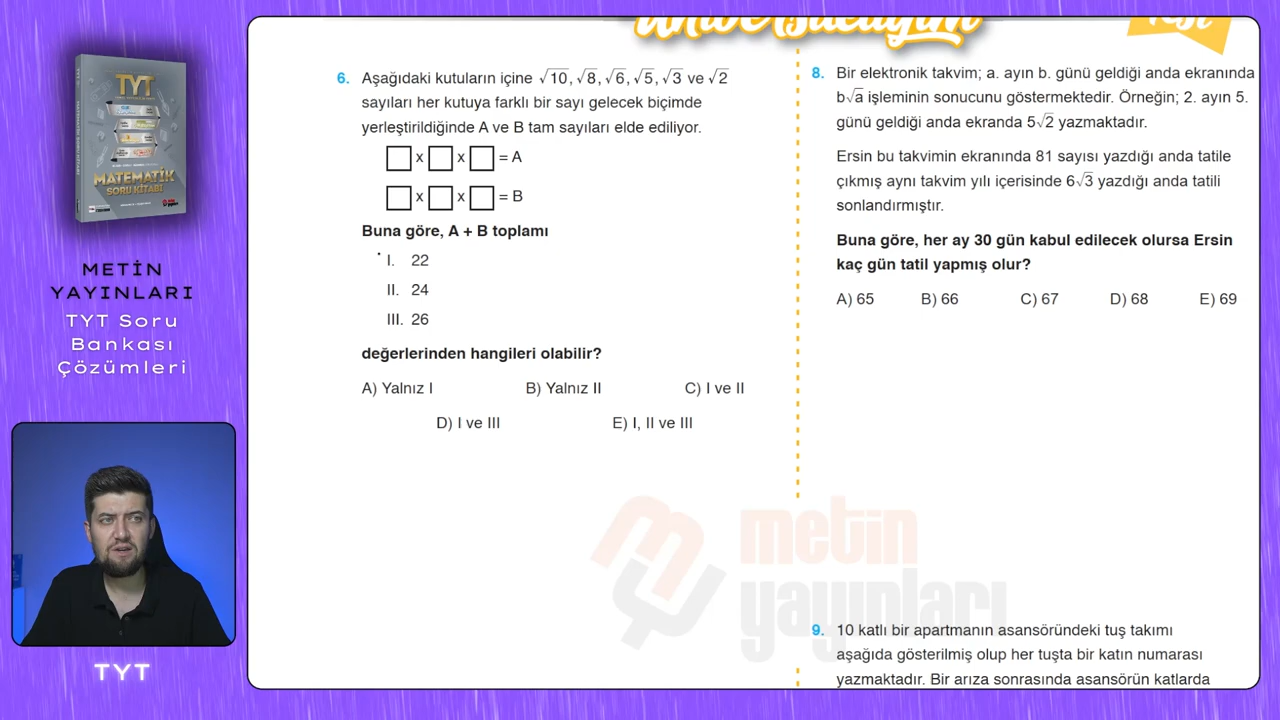 TYT
MATEMATİK
SORU KİTABI
METİN
YAYINLARI
TYT Soru
Bankası
Çözümleri
TYT
Test
6. Aşağıdaki kutuların içine √10, √8, √6, √5, √3 ve √2
sayıları her kutuya farklı bir sayı gelecek biçimde
yerleştirildiğinde A ve B tam sayıları elde ediliyor.
□ x □ x □ = A
□ x □ x □ = B
Buna göre, A + B toplamı
I. 22
II. 24
III. 26
değerlerinden hangileri olabilir?
A) Yalnız I B) Yalnız II C) I ve II
D) I ve III E) I, II ve III
8. Bir elektronik takvim; a. ayın b. günü geldiği anda ekranında
b√a işleminin sonucunu göstermektedir. Örneğin; 2. ayın 5.
günü geldiği anda ekranda 5√2 yazmaktadır.
Ersin bu takvimin ekranında 81 sayısı yazdığı anda tatile
çıkmış aynı takvim yılı içerisinde 6√3 yazdığı anda tatili
sonlandırmıştır.
Buna göre, her ay 30 gün kabul edilecek olursa Ersin
kaç gün tatil yapmış olur?
A) 65 B) 66 C) 67 D) 68 E) 69
metin
yayınları
9. 10 katlı bir apartmanın asansöründeki tuş takımı
aşağıda gösterilmiş olup her tuşta bir katın numarası
yazmaktadır. Bir arıza sonrasında asansörün katlarda